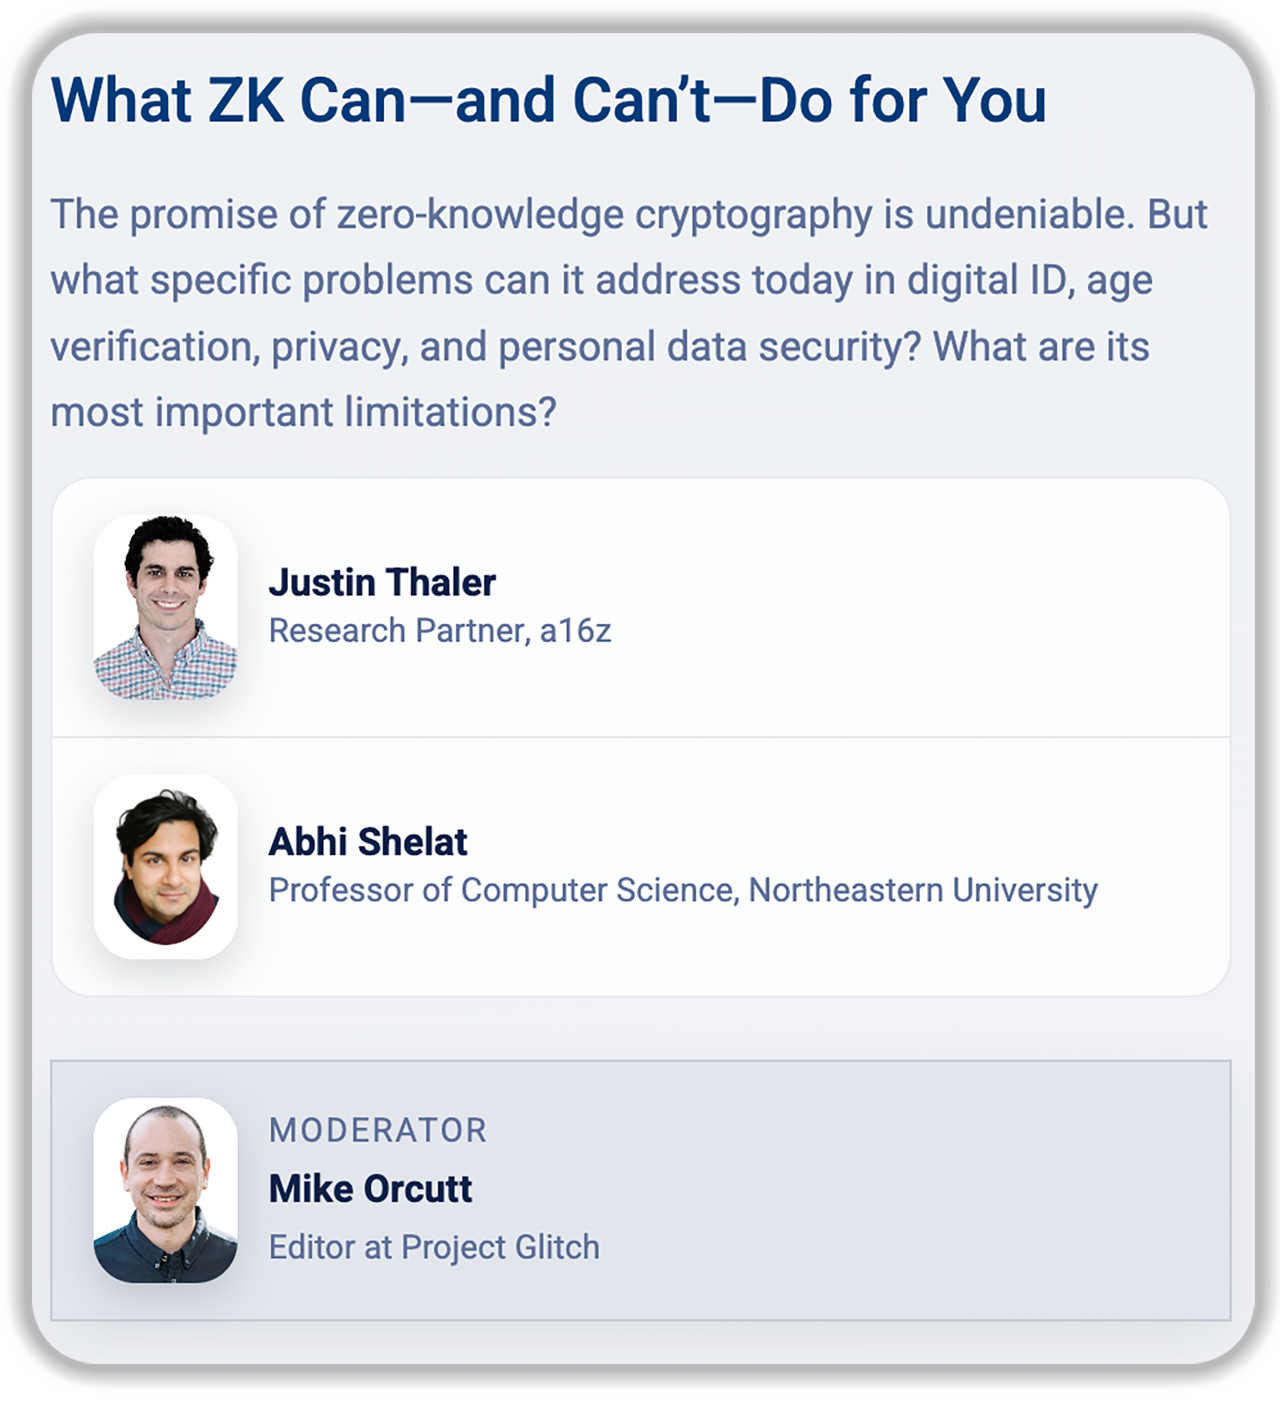 What ZK Can—and Can’t—Do for You
The promise of zero-knowledge cryptography is undeniable. But
what specific problems can it address today in digital ID, age
verification, privacy, and personal data security? What are its
most important limitations?
Justin Thaler
Research Partner, a16z
Abhi Shelat
Professor of Computer Science, Northeastern University
MODERATOR
Mike Orcutt
Editor at Project Glitch